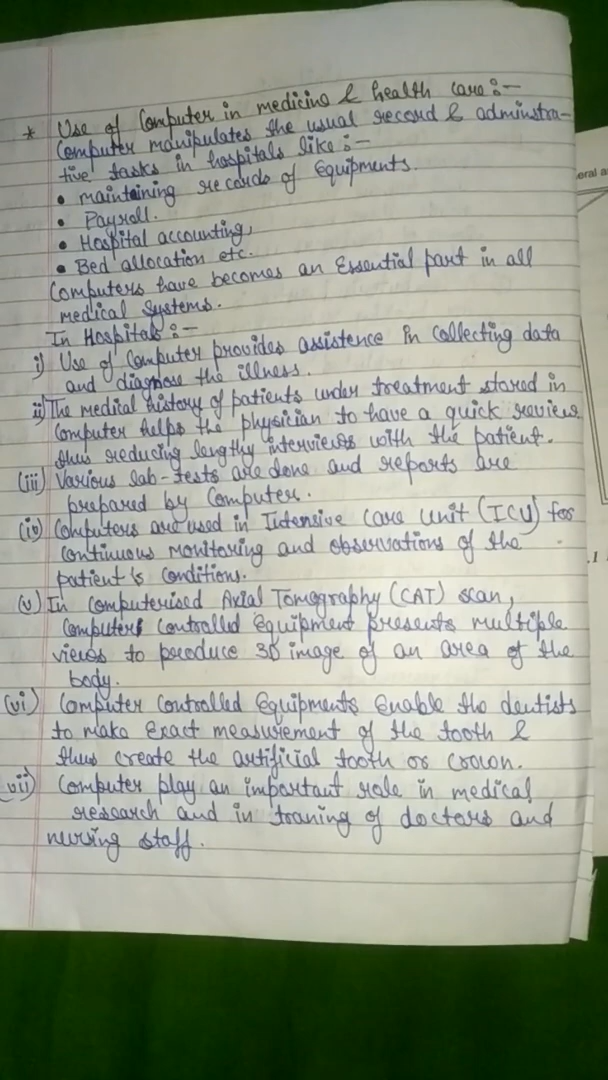 * Use of Computer in medicine & health care :-
Computer manipulates the usual record & adminstra-
tive tasks in hospitals like :-
• maintaining records of Equipments.
• Payroll.
• Hospital accounting,
• Bed allocation etc.
Computers have becomes an Essential part in all
medical Systems.
In Hospitals :-
i) Use of Computer provides assistence in collecting data
and diagnose the illness.
ii) The medical history of patients under treatment stored in
Computer helps the physician to have a quick review
thus reducing lengthy interviews with the patient.
(iii) Various lab-tests are done and reports are
prepared by Computer.
(iv) Computers are used in Intensive Care Unit (ICU) for
continuous monitoring and observations of the
patient's conditions.
(v) In Computerised Axial Tomography (CAT) scan,
Computers Controlled Equipment presents multiple
views to produce 3D image of an area of the
body.
(vi) Computer Controlled Equipments Enable the dentists
to make Exact measurement of the tooth &
thus create the artificial tooth or crown.
(vii) Computer play an important role in medical
research and in traning of doctors and
nursing staff.